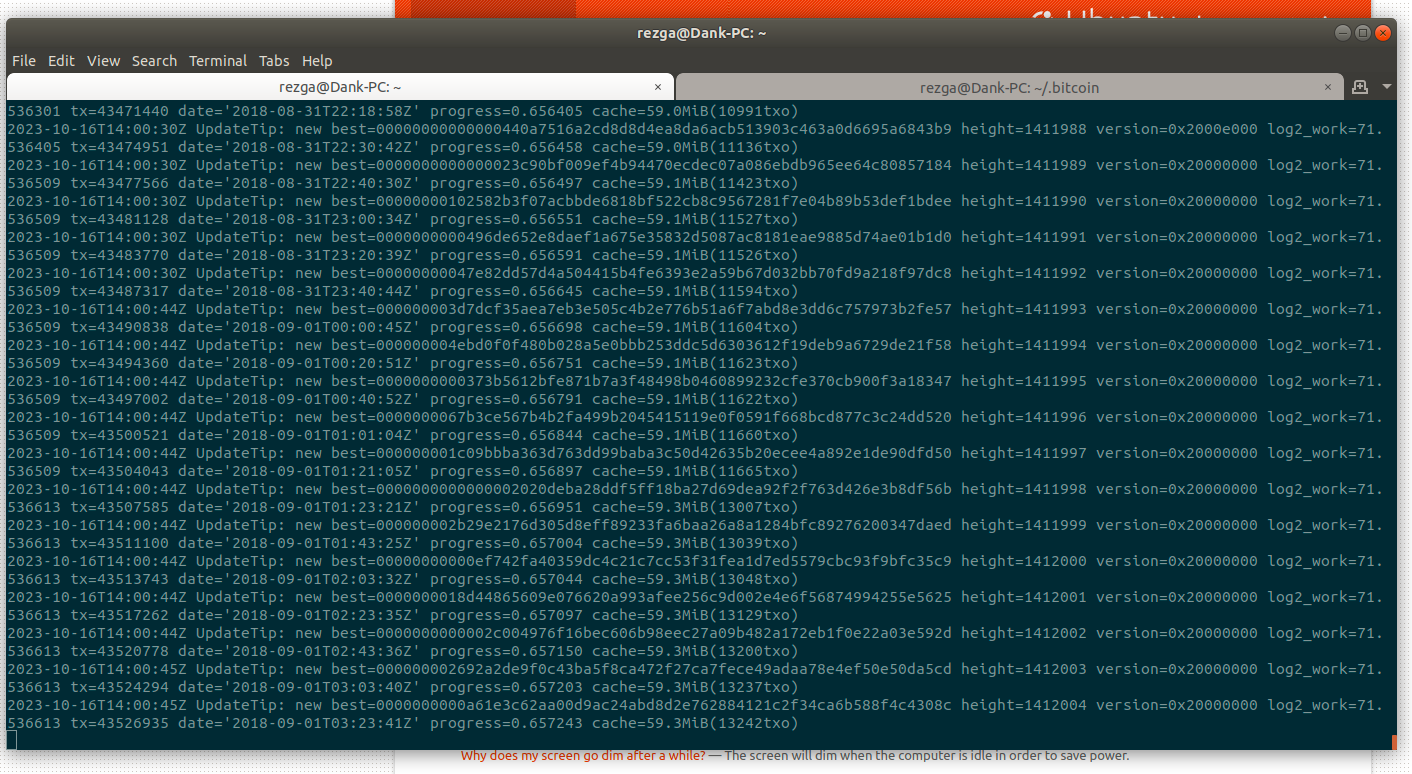 rezga@Dank-PC: ~
File Edit View Search Terminal Tabs Help
rezga@Dank-PC: ~ × rezga@Dank-PC: ~/.bitcoin ×
536301 tx=43471440 date='2018-08-31T22:18:58Z' progress=0.656405 cache=59.0MiB(10991txo)
2023-10-16T14:00:30Z UpdateTip: new best=00000000000000440a7516a2cd8d8d4ea8da6acb513903c463a0d6695a6843b9 height=1411988 version=0x2000e000 log2_work=71.
536405 tx=43474951 date='2018-08-31T22:30:42Z' progress=0.656458 cache=59.0MiB(11136txo)
2023-10-16T14:00:30Z UpdateTip: new best=0000000000000023c90bf009ef4b94470ecdec07a086ebdb965ee64c80857184 height=1411989 version=0x20000000 log2_work=71.
536509 tx=43477566 date='2018-08-31T22:40:30Z' progress=0.656497 cache=59.1MiB(11423txo)
2023-10-16T14:00:30Z UpdateTip: new best=00000000102582b3f07acbbde6818bf522cb8c9567281f7e04b89b53def1bdee height=1411990 version=0x20000000 log2_work=71.
536509 tx=43481128 date='2018-08-31T23:00:34Z' progress=0.656551 cache=59.1MiB(11527txo)
2023-10-16T14:00:30Z UpdateTip: new best=0000000000496de652e8daef1a675e35832d5087ac8181eae9885d74ae01b1d0 height=1411991 version=0x20000000 log2_work=71.
536509 tx=43483770 date='2018-08-31T23:20:39Z' progress=0.656591 cache=59.1MiB(11526txo)
2023-10-16T14:00:30Z UpdateTip: new best=00000000047e82dd57d4a504415b4fe6393e2a59b67d032bb70fd9a218f97dc8 height=1411992 version=0x20000000 log2_work=71.
536509 tx=43487317 date='2018-08-31T23:40:44Z' progress=0.656645 cache=59.1MiB(11594txo)
2023-10-16T14:00:44Z UpdateTip: new best=000000003d7dcf35aea7eb3e505c4b2e776b51a6f7abd8e3dd6c757973b2fe57 height=1411993 version=0x20000000 log2_work=71.
536509 tx=43490838 date='2018-09-01T00:00:45Z' progress=0.656698 cache=59.1MiB(11604txo)
2023-10-16T14:00:44Z UpdateTip: new best=000000004ebd0f0f480b028a5e0bbb253ddc5d6303612f19deb9a6729de21f58 height=1411994 version=0x20000000 log2_work=71.
536509 tx=43494360 date='2018-09-01T00:20:51Z' progress=0.656751 cache=59.1MiB(11623txo)
2023-10-16T14:00:44Z UpdateTip: new best=0000000000373b5612bfe871b7a3f48498b0460899232cfe370cb900f3a18347 height=1411995 version=0x20000000 log2_work=71.
536509 tx=43497002 date='2018-09-01T00:40:52Z' progress=0.656791 cache=59.1MiB(11622txo)
2023-10-16T14:00:44Z UpdateTip: new best=0000000067b3ce567b4b2fa499b2045415119e0f0591f668bcd877c3c24dd520 height=1411996 version=0x20000000 log2_work=71.
536509 tx=43500521 date='2018-09-01T01:01:04Z' progress=0.656844 cache=59.1MiB(11660txo)
2023-10-16T14:00:44Z UpdateTip: new best=000000001c09bbba363d763dd99baba3c50d42635b20ecee4a892e1de90dfd50 height=1411997 version=0x20000000 log2_work=71.
536509 tx=43504043 date='2018-09-01T01:21:05Z' progress=0.656897 cache=59.1MiB(11665txo)
2023-10-16T14:00:44Z UpdateTip: new best=0000000000000002020deba28ddf5ff18ba27d69dea92f2f763d426e3b8df56b height=1411998 version=0x20000000 log2_work=71.
536613 tx=43507585 date='2018-09-01T01:23:21Z' progress=0.656951 cache=59.3MiB(13007txo)
2023-10-16T14:00:44Z UpdateTip: new best=000000002b29e2176d305d8eff89233fa6baa26a8a1284bfc89276200347daed height=1411999 version=0x20000000 log2_work=71.
536613 tx=43511100 date='2018-09-01T01:43:25Z' progress=0.657004 cache=59.3MiB(13039txo)
2023-10-16T14:00:44Z UpdateTip: new best=00000000000ef742fa40359dc4c21c7cc53f31fea1d7ed5579cbc93f9bfc35c9 height=1412000 version=0x20000000 log2_work=71.
536613 tx=43513743 date='2018-09-01T02:03:32Z' progress=0.657044 cache=59.3MiB(13048txo)
2023-10-16T14:00:44Z UpdateTip: new best=0000000018d44865609e076620a993afee256c9d002e4e6f56874994255e5625 height=1412001 version=0x20000000 log2_work=71.
536613 tx=43517262 date='2018-09-01T02:23:35Z' progress=0.657097 cache=59.3MiB(13129txo)
2023-10-16T14:00:44Z UpdateTip: new best=0000000000002c004976f16bec606b98eec27a09b482a172eb1f0e22a03e592d height=1412002 version=0x20000000 log2_work=71.
536613 tx=43520778 date='2018-09-01T02:43:36Z' progress=0.657150 cache=59.3MiB(13200txo)
2023-10-16T14:00:45Z UpdateTip: new best=000000002692a2de9f0c43ba5f8ca472f27ca7fece49adaa78e4ef50e50da5cd height=1412003 version=0x20000000 log2_work=71.
536613 tx=43524294 date='2018-09-01T03:03:40Z' progress=0.657203 cache=59.3MiB(13237txo)
2023-10-16T14:00:45Z UpdateTip: new best=0000000000a61e3c62aa00d9ac24abd8d2e762884121c2f34ca6b588f4c4308c height=1412004 version=0x20000000 log2_work=71.
536613 tx=43526935 date='2018-09-01T03:23:41Z' progress=0.657243 cache=59.3MiB(13242txo)
Why does my screen go dim after a while? — The screen will dim when the computer is idle in order to save power.